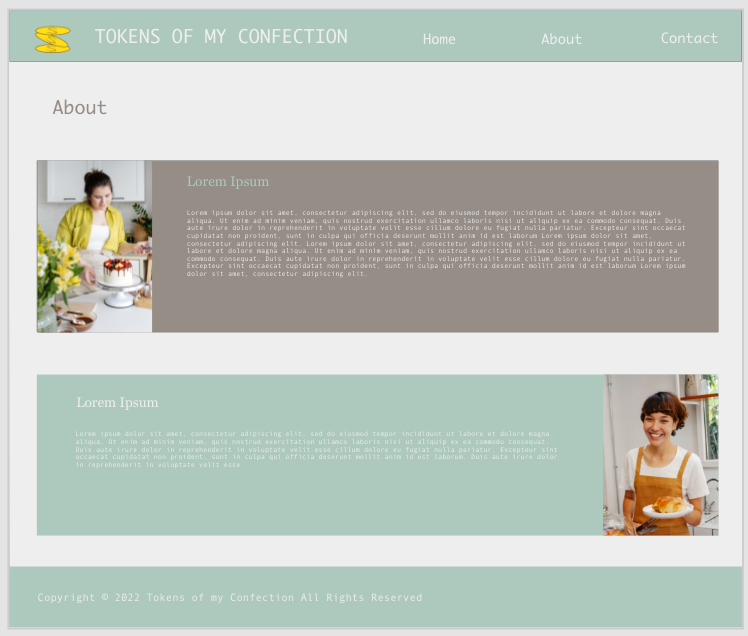 TOKENS OF MY CONFECTION
Home
About
Contact
About
Lorem Ipsum
Lorem ipsum dolor sit amet, consectetur adipiscing elit, sed do eiusmod tempor incididunt ut labore et dolore magna
aliqua. Ut enim ad minim veniam, quis nostrud exercitation ullamco laboris nisi ut aliquip ex ea commodo consequat. Duis
aute irure dolor in reprehenderit in voluptate velit esse cillum dolore eu fugiat nulla pariatur. Excepteur sint occaecat
cupidatat non proident, sunt in culpa qui officia deserunt mollit anim id est laborum Lorem ipsum dolor sit amet,
consectetur adipiscing elit. Lorem ipsum dolor sit amet, consectetur adipiscing elit, sed do eiusmod tempor incididunt ut
labore et dolore magna aliqua. Ut enim ad minim veniam, quis nostrud exercitation ullamco laboris nisi ut aliquip ex ea
commodo consequat. Duis aute irure dolor in reprehenderit in voluptate velit esse cillum dolore eu fugiat nulla pariatur.
Excepteur sint occaecat cupidatat non proident, sunt in culpa qui officia deserunt mollit anim id est laborum Lorem ipsum
dolor sit amet, consectetur adipiscing elit.
Lorem Ipsum
Lorem ipsum dolor sit amet, consectetur adipiscing elit, sed do eiusmod tempor incididunt ut labore et dolore magna
aliqua. Ut enim ad minim veniam, quis nostrud exercitation ullamco laboris nisi ut aliquip ex ea commodo consequat.
Duis aute irure dolor in reprehenderit in voluptate velit esse cillum dolore eu fugiat nulla pariatur. Excepteur sint
occaecat cupidatat non proident, sunt in culpa qui officia deserunt mollit anim id est laborum. Duis aute irure dolor
in reprehenderit in voluptate velit esse
Copyright © 2022 Tokens of my Confection All Rights Reserved